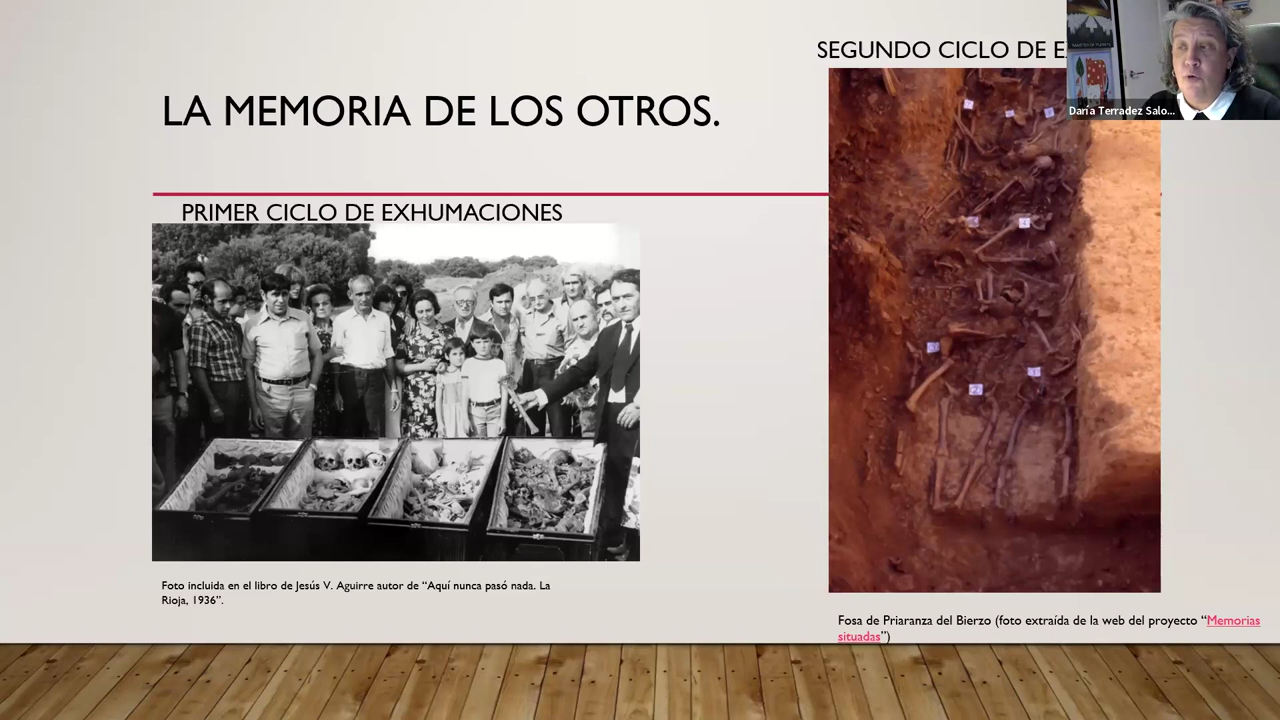 LA MEMORIA DE LOS OTROS.
SEGUNDO CICLO DE
Daría Terradez Salo...
PRIMER CICLO DE EXHUMACIONES
Foto incluida en el libro de Jesús V. Aguirre autor de “Aquí nunca pasó nada. La
Rioja, 1936”.
Fosa de Priaranza del Bierzo (foto extraída de la web del proyecto “Memorias
situadas”)